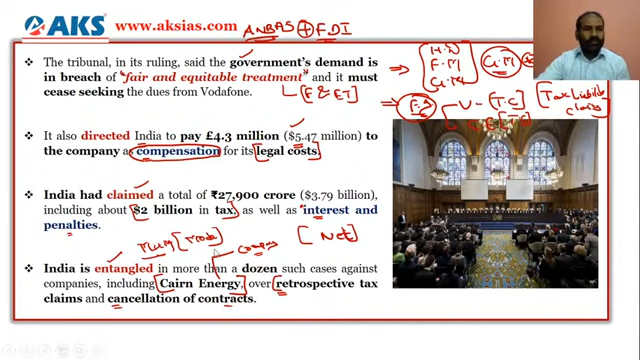 AKS
IAS
www.aksias.com
ANBAS + FDI
The tribunal, in its ruling, said the government's demand is
in breach of "fair and equitable treatment" and it must
cease seeking the dues from Vodafone.
[F & ET]
It also directed India to pay £4.3 million ($5.47 million) to
the company as compensation for its legal costs.
India had claimed a total of ₹27,900 crore ($3.79 billion),
including about $2 billion in tax, as well as interest and
penalties.
[Net]
India is entangled in more than a dozen such cases against
companies, including Cairn Energy, over retrospective tax
claims and cancellation of contracts.
F.M
G.M
V - [T.C]
[Tax Liability
claims]